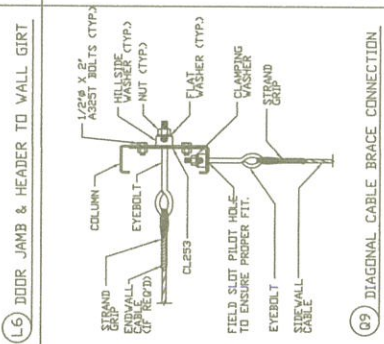 L6 DOOR JAMB & HEADER TO WALL GIRT
1/2"Ø X 2"
A325T BOLTS (TYP.)
HILLSIDE
WASHER (TYP.)
NUT (TYP.)
FLAT
WASHER (TYP.)
CLAMPING
WASHER
STRAND
GRIP
COLUMN
EYEBOLT
STRAND
GRIP
ENDWALL
CABLE
(IF REQ'D)
CL253
FIELD SLOT PILOT HOLE
TO ENSURE PROPER FIT.
EYEBOLT
SIDEWALL
CABLE
Q9 DIAGONAL CABLE BRACE CONNECTION